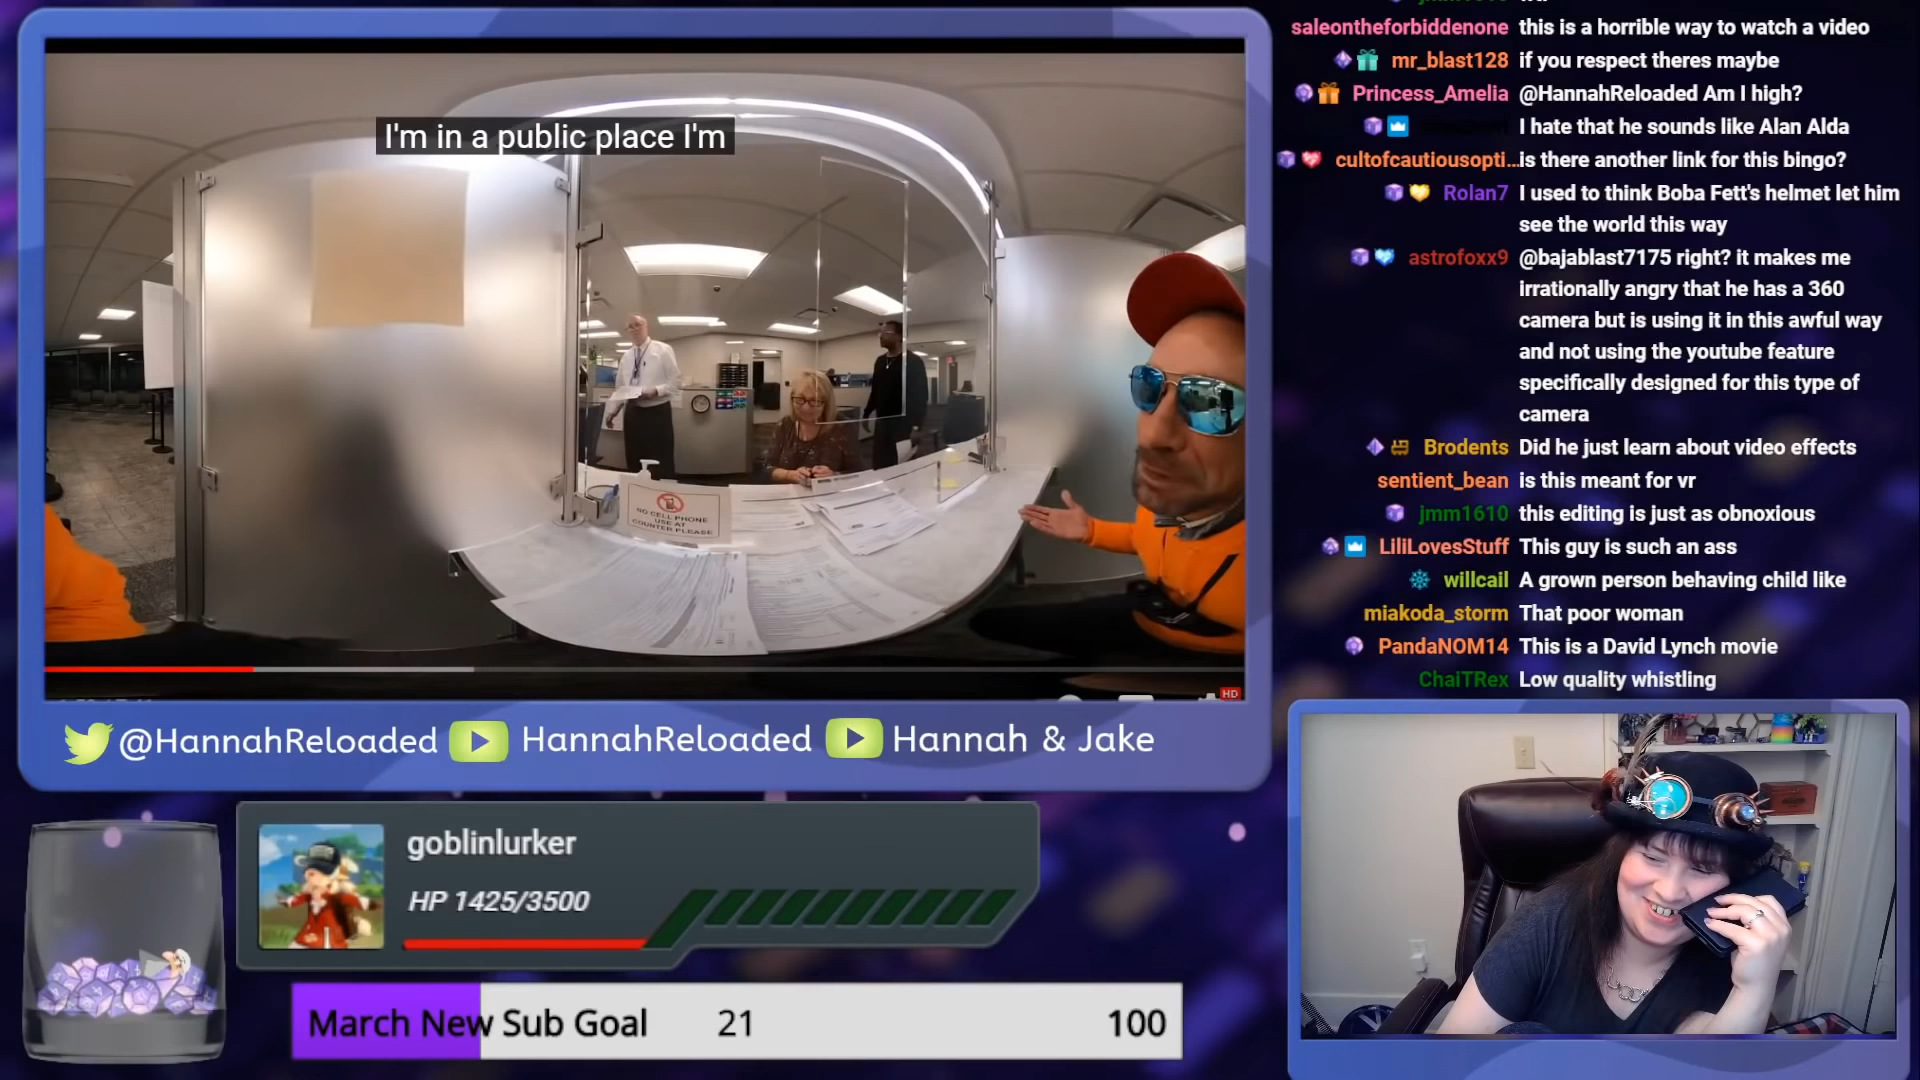 I'm in a public place I'm
NO CELL PHONE
USE AT
COUNTER PLEASE
HD
@HannahReloaded HannahReloaded Hannah & Jake
goblinlurker
HP 1425/3500
March New Sub Goal 21 100
saleontheforbiddenone this is a horrible way to watch a video
mr_blast128 if you respect theres maybe
Princess_Amelia @HannahReloaded Am I high?
I hate that he sounds like Alan Alda
cultofcautiousopti... is there another link for this bingo?
Rolan7 I used to think Boba Fett's helmet let him
see the world this way
astrofoxx9 @bajablast7175 right? it makes me
irrationally angry that he has a 360
camera but is using it in this awful way
and not using the youtube feature
specifically designed for this type of
camera
Brodents Did he just learn about video effects
sentient_bean is this meant for vr
jmm1610 this editing is just as obnoxious
LiliLovesStuff This guy is such an ass
willcail A grown person behaving child like
miakoda_storm That poor woman
PandaNOM14 This is a David Lynch movie
ChaiTRex Low quality whistling